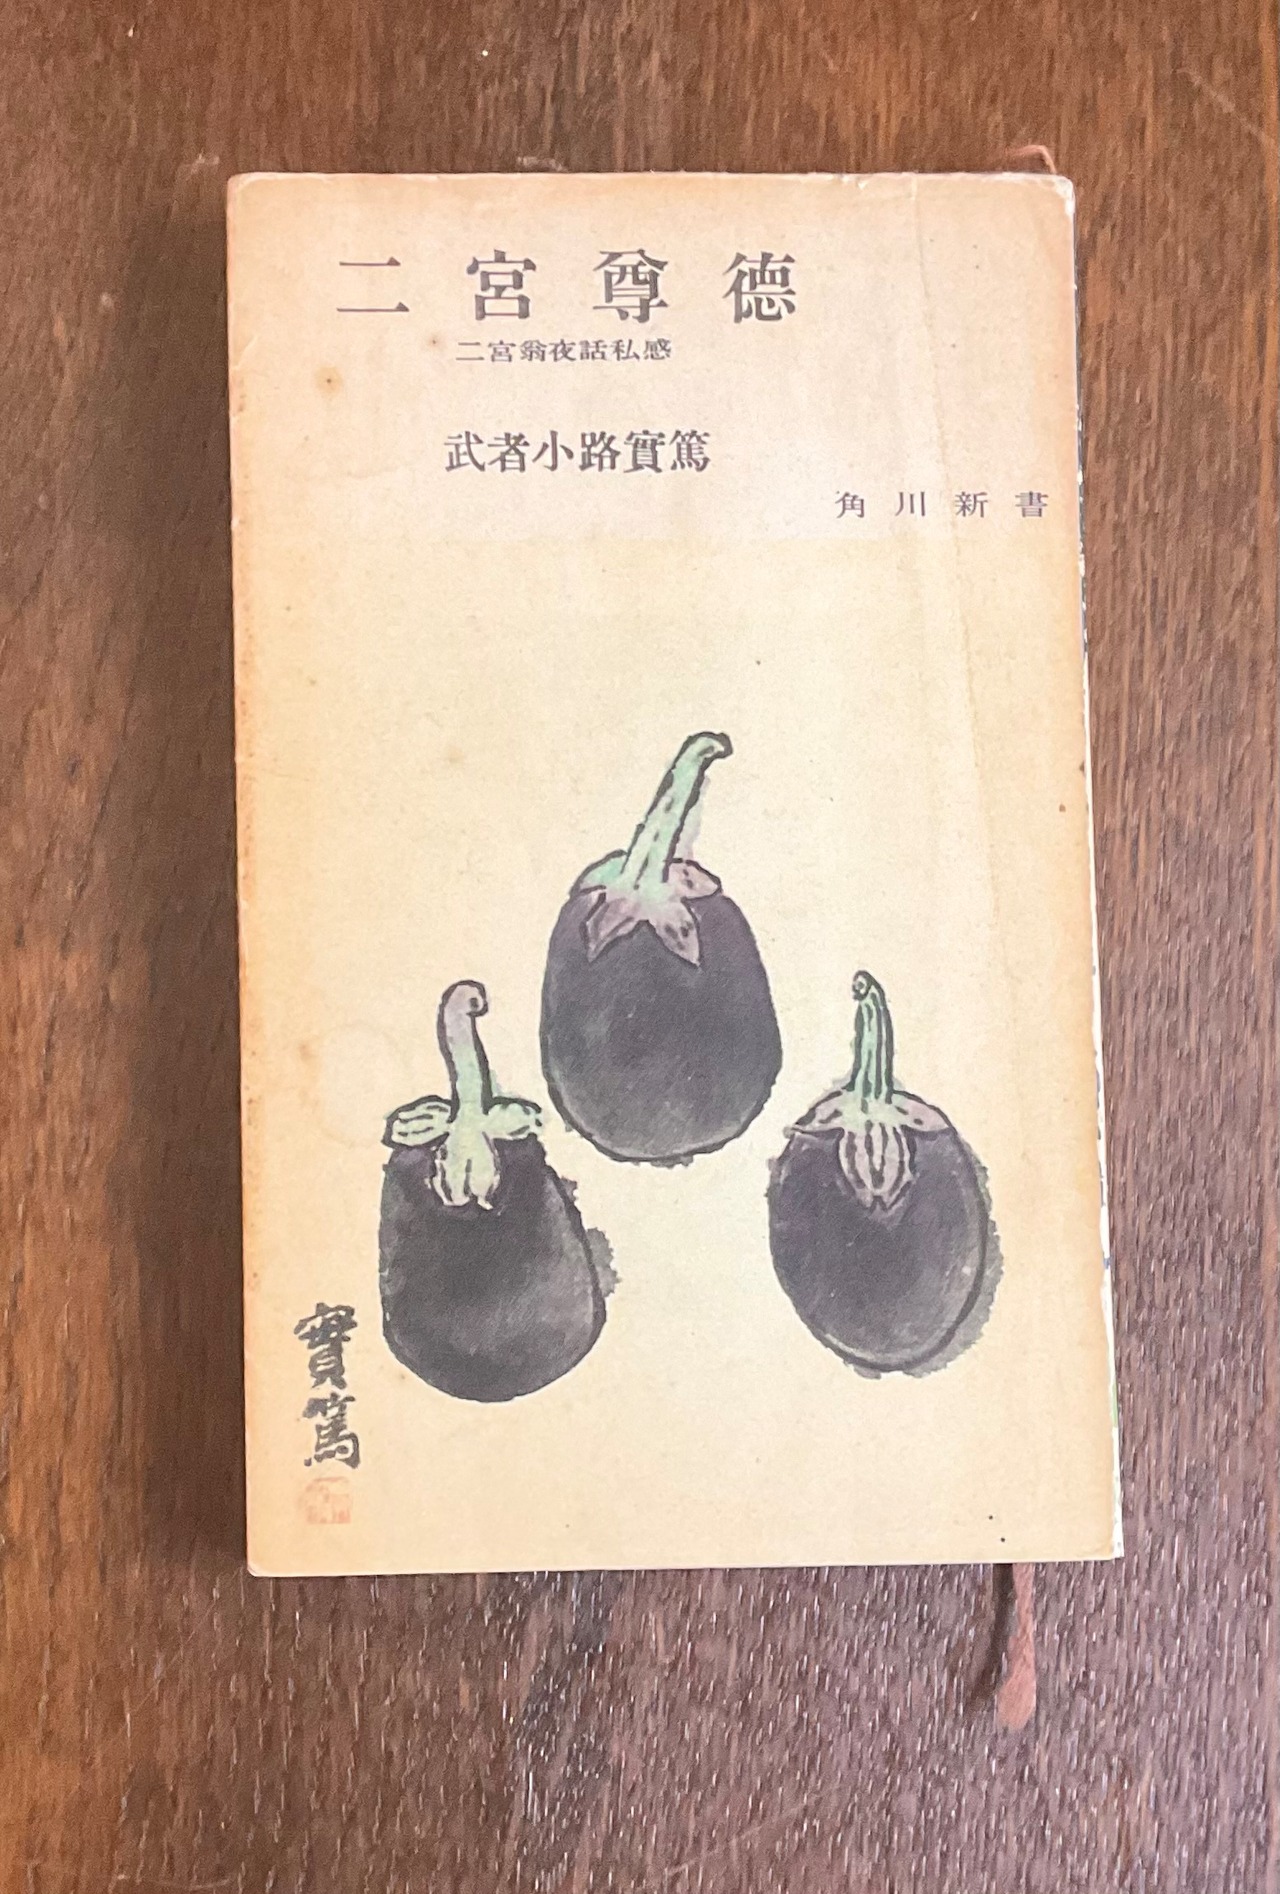 二宮尊徳
二宮翁夜話私感
武者小路實篤
角川新書
實篤